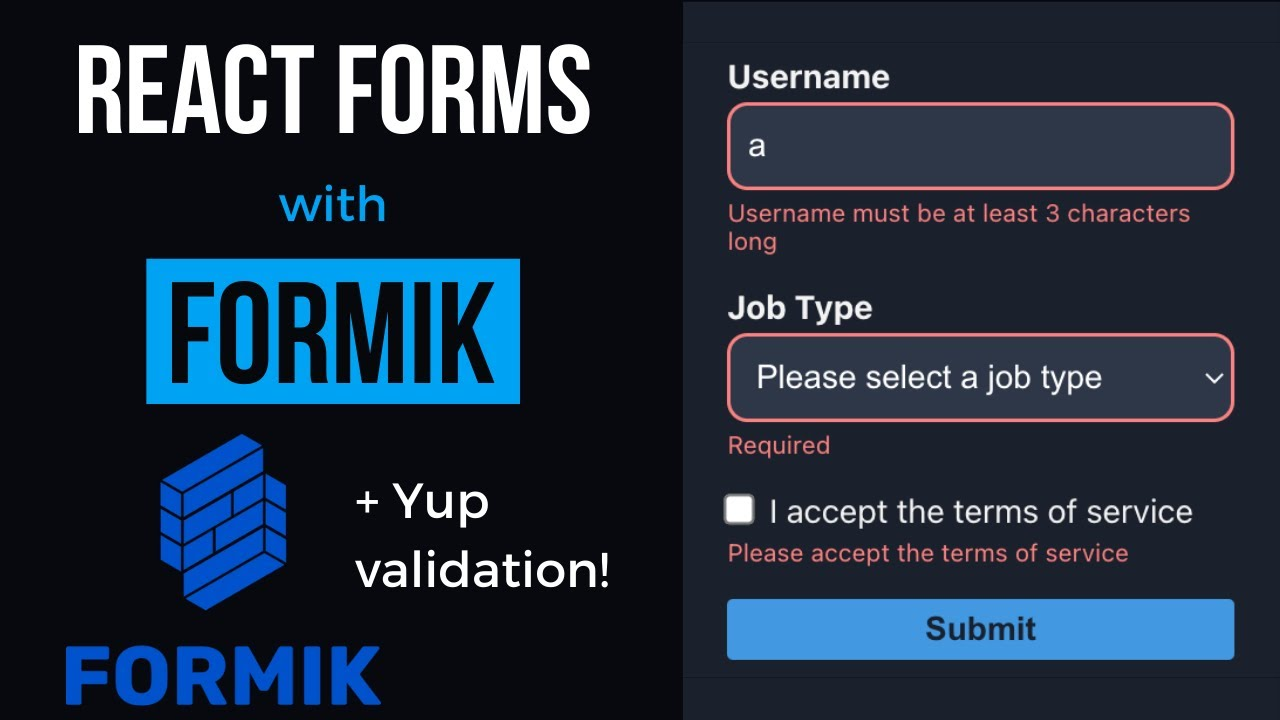 REACT FORMS
with
FORMIK
+ Yup
validation!
FORMIK
Username
a
Username must be at least 3 characters
long
Job Type
Please select a job type
Required
I accept the terms of service
Please accept the terms of service
Submit